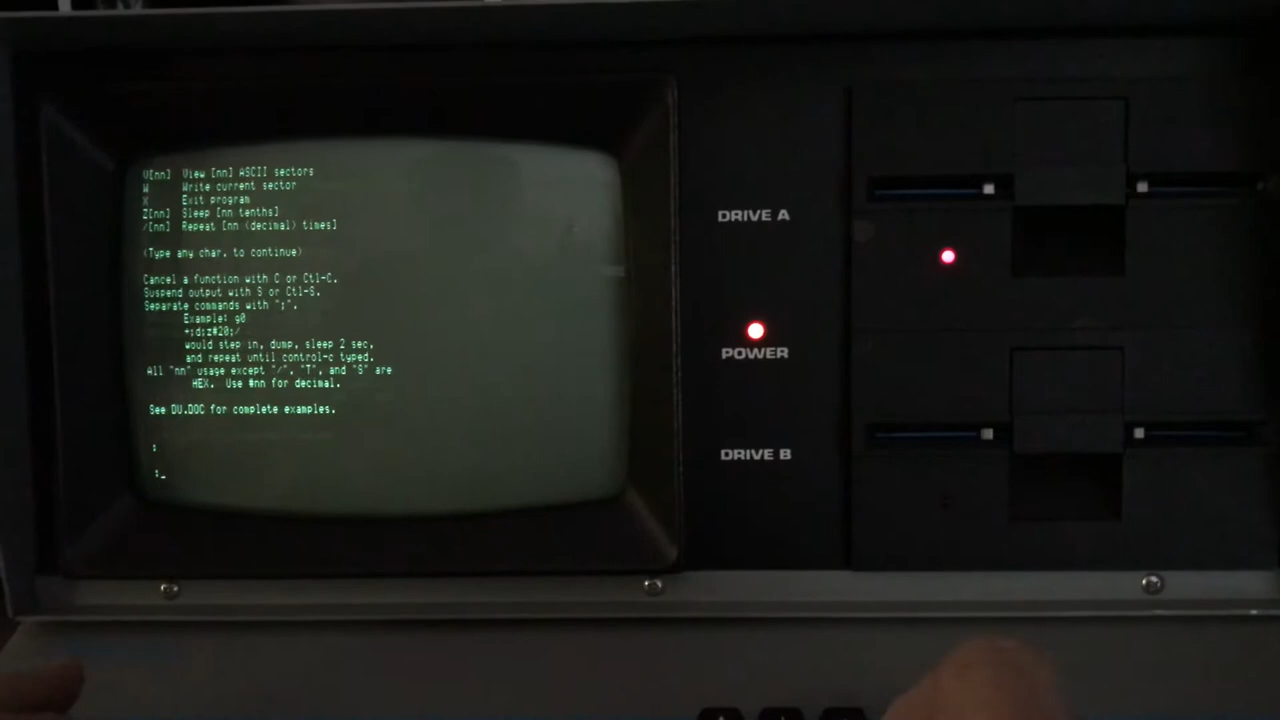 V[nn] View [nn] ASCII sectors
W Write current sector
X Exit program
Z[nn] Sleep [nn tenths]
/[nn] Repeat [nn (decimal) times]
(Type any char. to continue)
Cancel a function with C or Ctl-C.
Suspend output with S or Ctl-S.
Separate commands with ";".
Example: g0
+;d;z#20;/
would step in, dump, sleep 2 sec,
and repeat until control-c typed.
All "nn" usage except "/", "T", and "S" are
HEX. Use #nn for decimal.
See DU.DOC for complete examples.
:
:_
DRIVE A
POWER
DRIVE B